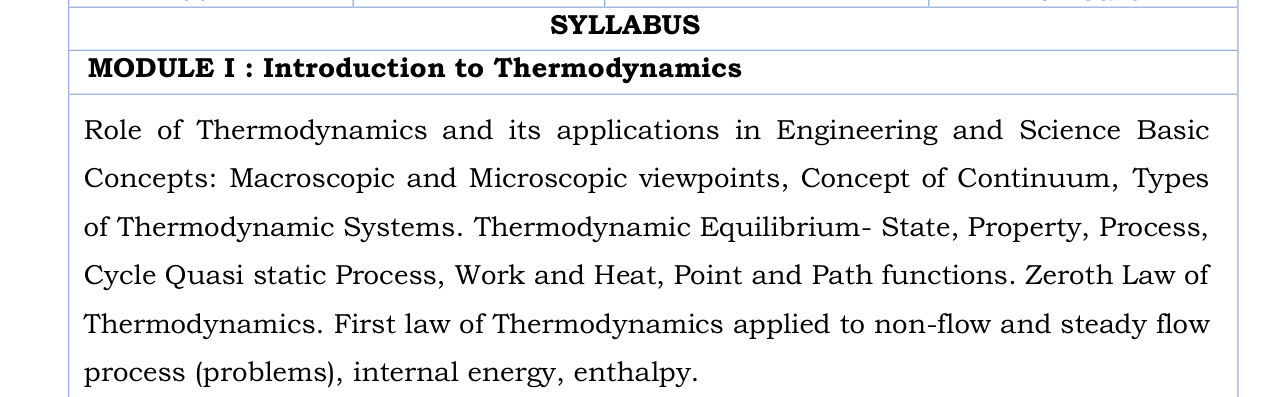 SYLLABUS
MODULE I : Introduction to Thermodynamics
Role of Thermodynamics and its applications in Engineering and Science Basic
Concepts: Macroscopic and Microscopic viewpoints, Concept of Continuum, Types
of Thermodynamic Systems. Thermodynamic Equilibrium- State, Property, Process,
Cycle Quasi static Process, Work and Heat, Point and Path functions. Zeroth Law of
Thermodynamics. First law of Thermodynamics applied to non-flow and steady flow
process (problems), internal energy, enthalpy.